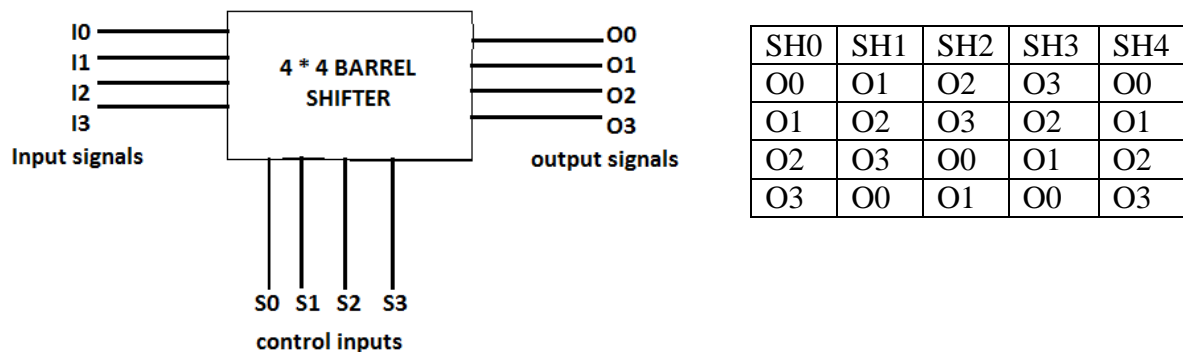 I0
I1
I2
I3
Input signals
4 * 4 BARREL
SHIFTER
O0
O1
O2
O3
output signals
S0 S1 S2 S3
control inputs
SH0 SH1 SH2 SH3 SH4
O0 O1 O2 O3 O0
O1 O2 O3 O2 O1
O2 O3 O0 O1 O2
O3 O0 O1 O0 O3